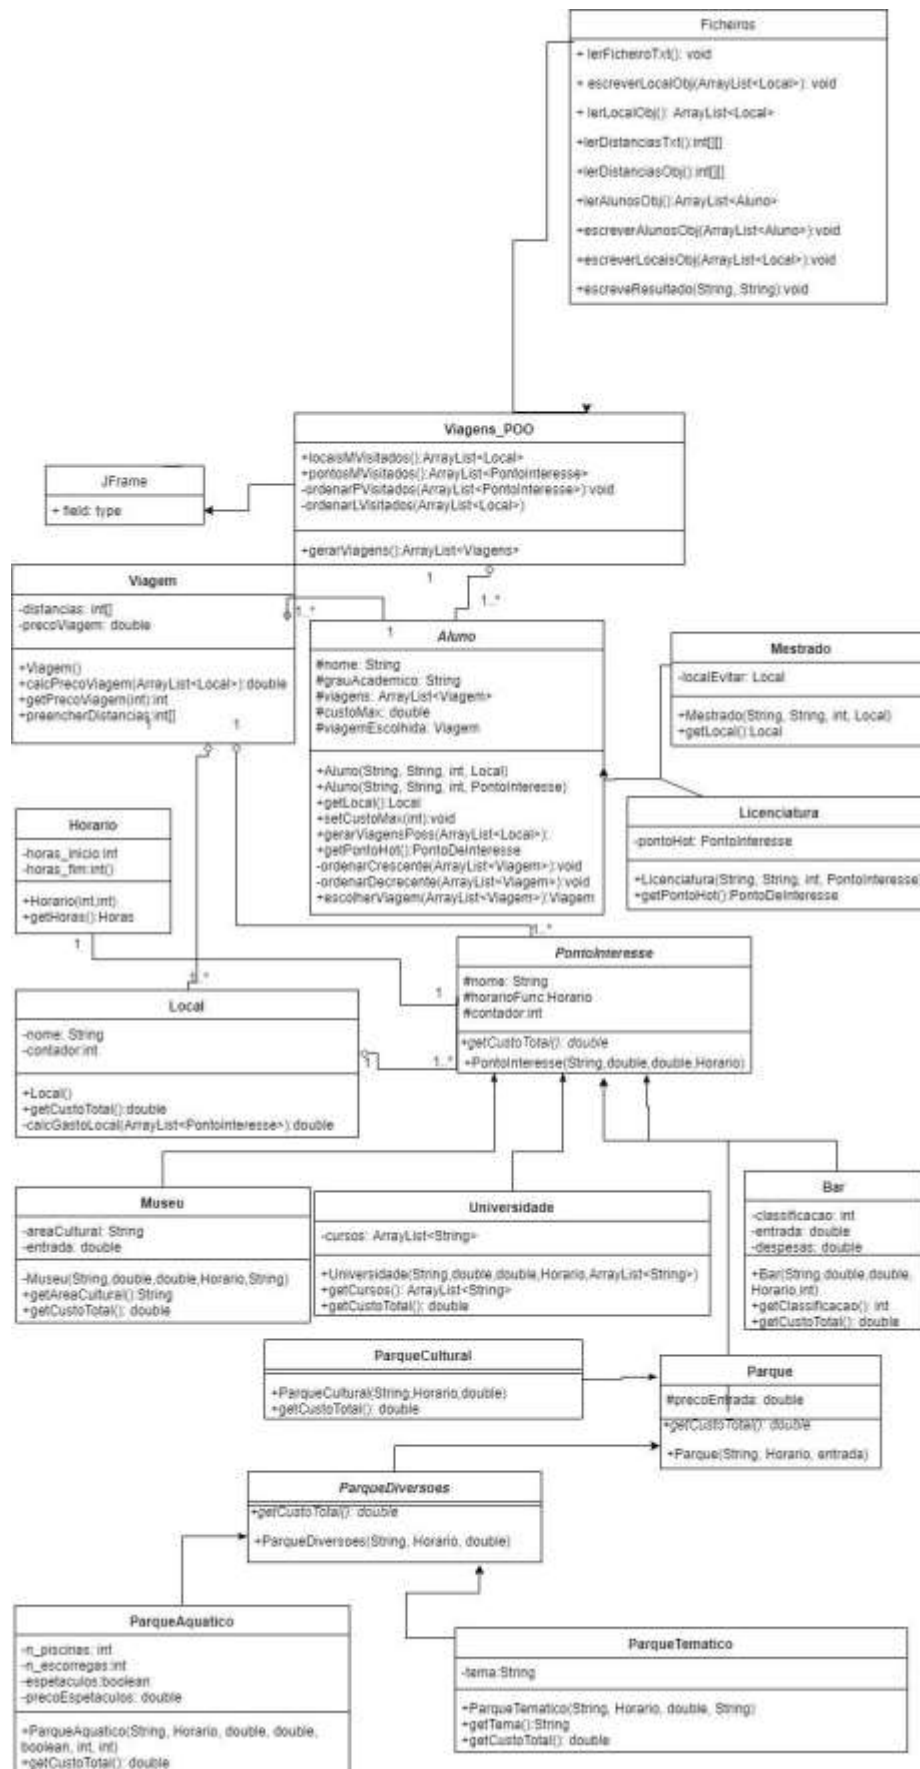 Ficheiros
+ lerFicheiroTxt(): void
+ escreverLocalObj(ArrayList<Local>): void
+ lerLocalObj(): ArrayList<Local>
+lerDistanciasTxt():int[][]
+lerDistanciasObj():int[][]
+lerAlunosObj():ArrayList<Aluno>
+escreverAlunosObj(ArrayList<Aluno>):void
+escreverLocaisObj(ArrayList<Local>):void
+escreveResultado(String, String):void
Viagens_POO
+locaisMVisitados():ArrayList<Local>
+pontosMVisitados():ArrayList<PontoInteresse>
-ordenarPVisitados(ArrayList<PontoInteresse>):void
-ordenarLVisitados(ArrayList<Local>)
+gerarViagens():ArrayList<Viagens>
JFrame
+ field: type
1
1..*
Viagem
-distancias: int[]
-precoViagem: double
+Viagem()
+calcPrecoViagem(ArrayList<Local>):double
+getPrecoViagem(int):int
+preencherDistancias:int[]
1
1
1..*
1
Aluno
#nome: String
#grauAcademico: String
#viagens: ArrayList<Viagem>
#custoMax: double
#viagemEscolhida: Viagem
+Aluno(String, String, int, Local)
+Aluno(String, String, int, PontoInteresse)
+getLocal():Local
+setCustoMax(int):void
+gerarViagensPoss(ArrayList<Local>):
+getPontoHot():PontoDeInteresse
-ordenarCrescente(ArrayList<Viagem>):void
-ordenarDecrecente(ArrayList<Viagem>):void
+escolherViagem(ArrayList<Viagem>):Viagem
Mestrado
-localEvitar: Local
+Mestrado(String, String, int, Local)
+getLocal():Local
Licenciatura
-pontoHot: PontoInteresse
+Licenciatura(String, String, int, PontoInteresse)
+getPontoHot():PontoDeInteresse
Horario
-horas_inicio:int
-horas_fim:int()
+Horario(int,int)
+getHoras():Horas
1
1
1..*
1..*
PontoInteresse
#nome: String
#horarioFunc:Horario
#contador:int
+getCustoTotal(): double
+PontoInteresse(String,double,double,Horario)
Local
-nome: String
-contador:int
+Local()
+getCustoTotal():double
-calcGastoLocal(ArrayList<PontoInteresse>):double
1
1..*
Museu
-areaCultural: String
-entrada: double
-Museu(String,double,double,Horario,String)
+getAreaCultural():String
+getCustoTotal(): double
Universidade
-cursos: ArrayList<String>
+Universidade(String,double,double,Horario,ArrayList<String>)
+getCursos(): ArrayList<String>
+getCustoTotal(): double
Bar
-classificacao: int
-entrada: double
-despesas: double
+Bar(String,double,double,
Horario,int)
+getClassificacao(): int
+getCustoTotal(): double
ParqueCultural
+ParqueCultural(String,Horario,double)
+getCustoTotal(): double
Parque
#precoEntrada: double
+getCustoTotal(): double
+Parque(String, Horario, entrada)
ParqueDiversoes
+getCustoTotal(): double
+ParqueDiversoes(String, Horario, double)
ParqueAquatico
-n_piscinas: int
-n_escorregas:int
-espetaculos:boolean
-precoEspetaculos: double
+ParqueAquatico(String, Horario, double, double,
boolean, int, int)
+getCustoTotal(): double
ParqueTematico
-tema:String
+ParqueTematico(String, Horario, double, String)
+getTema():String
+getCustoTotal(): double